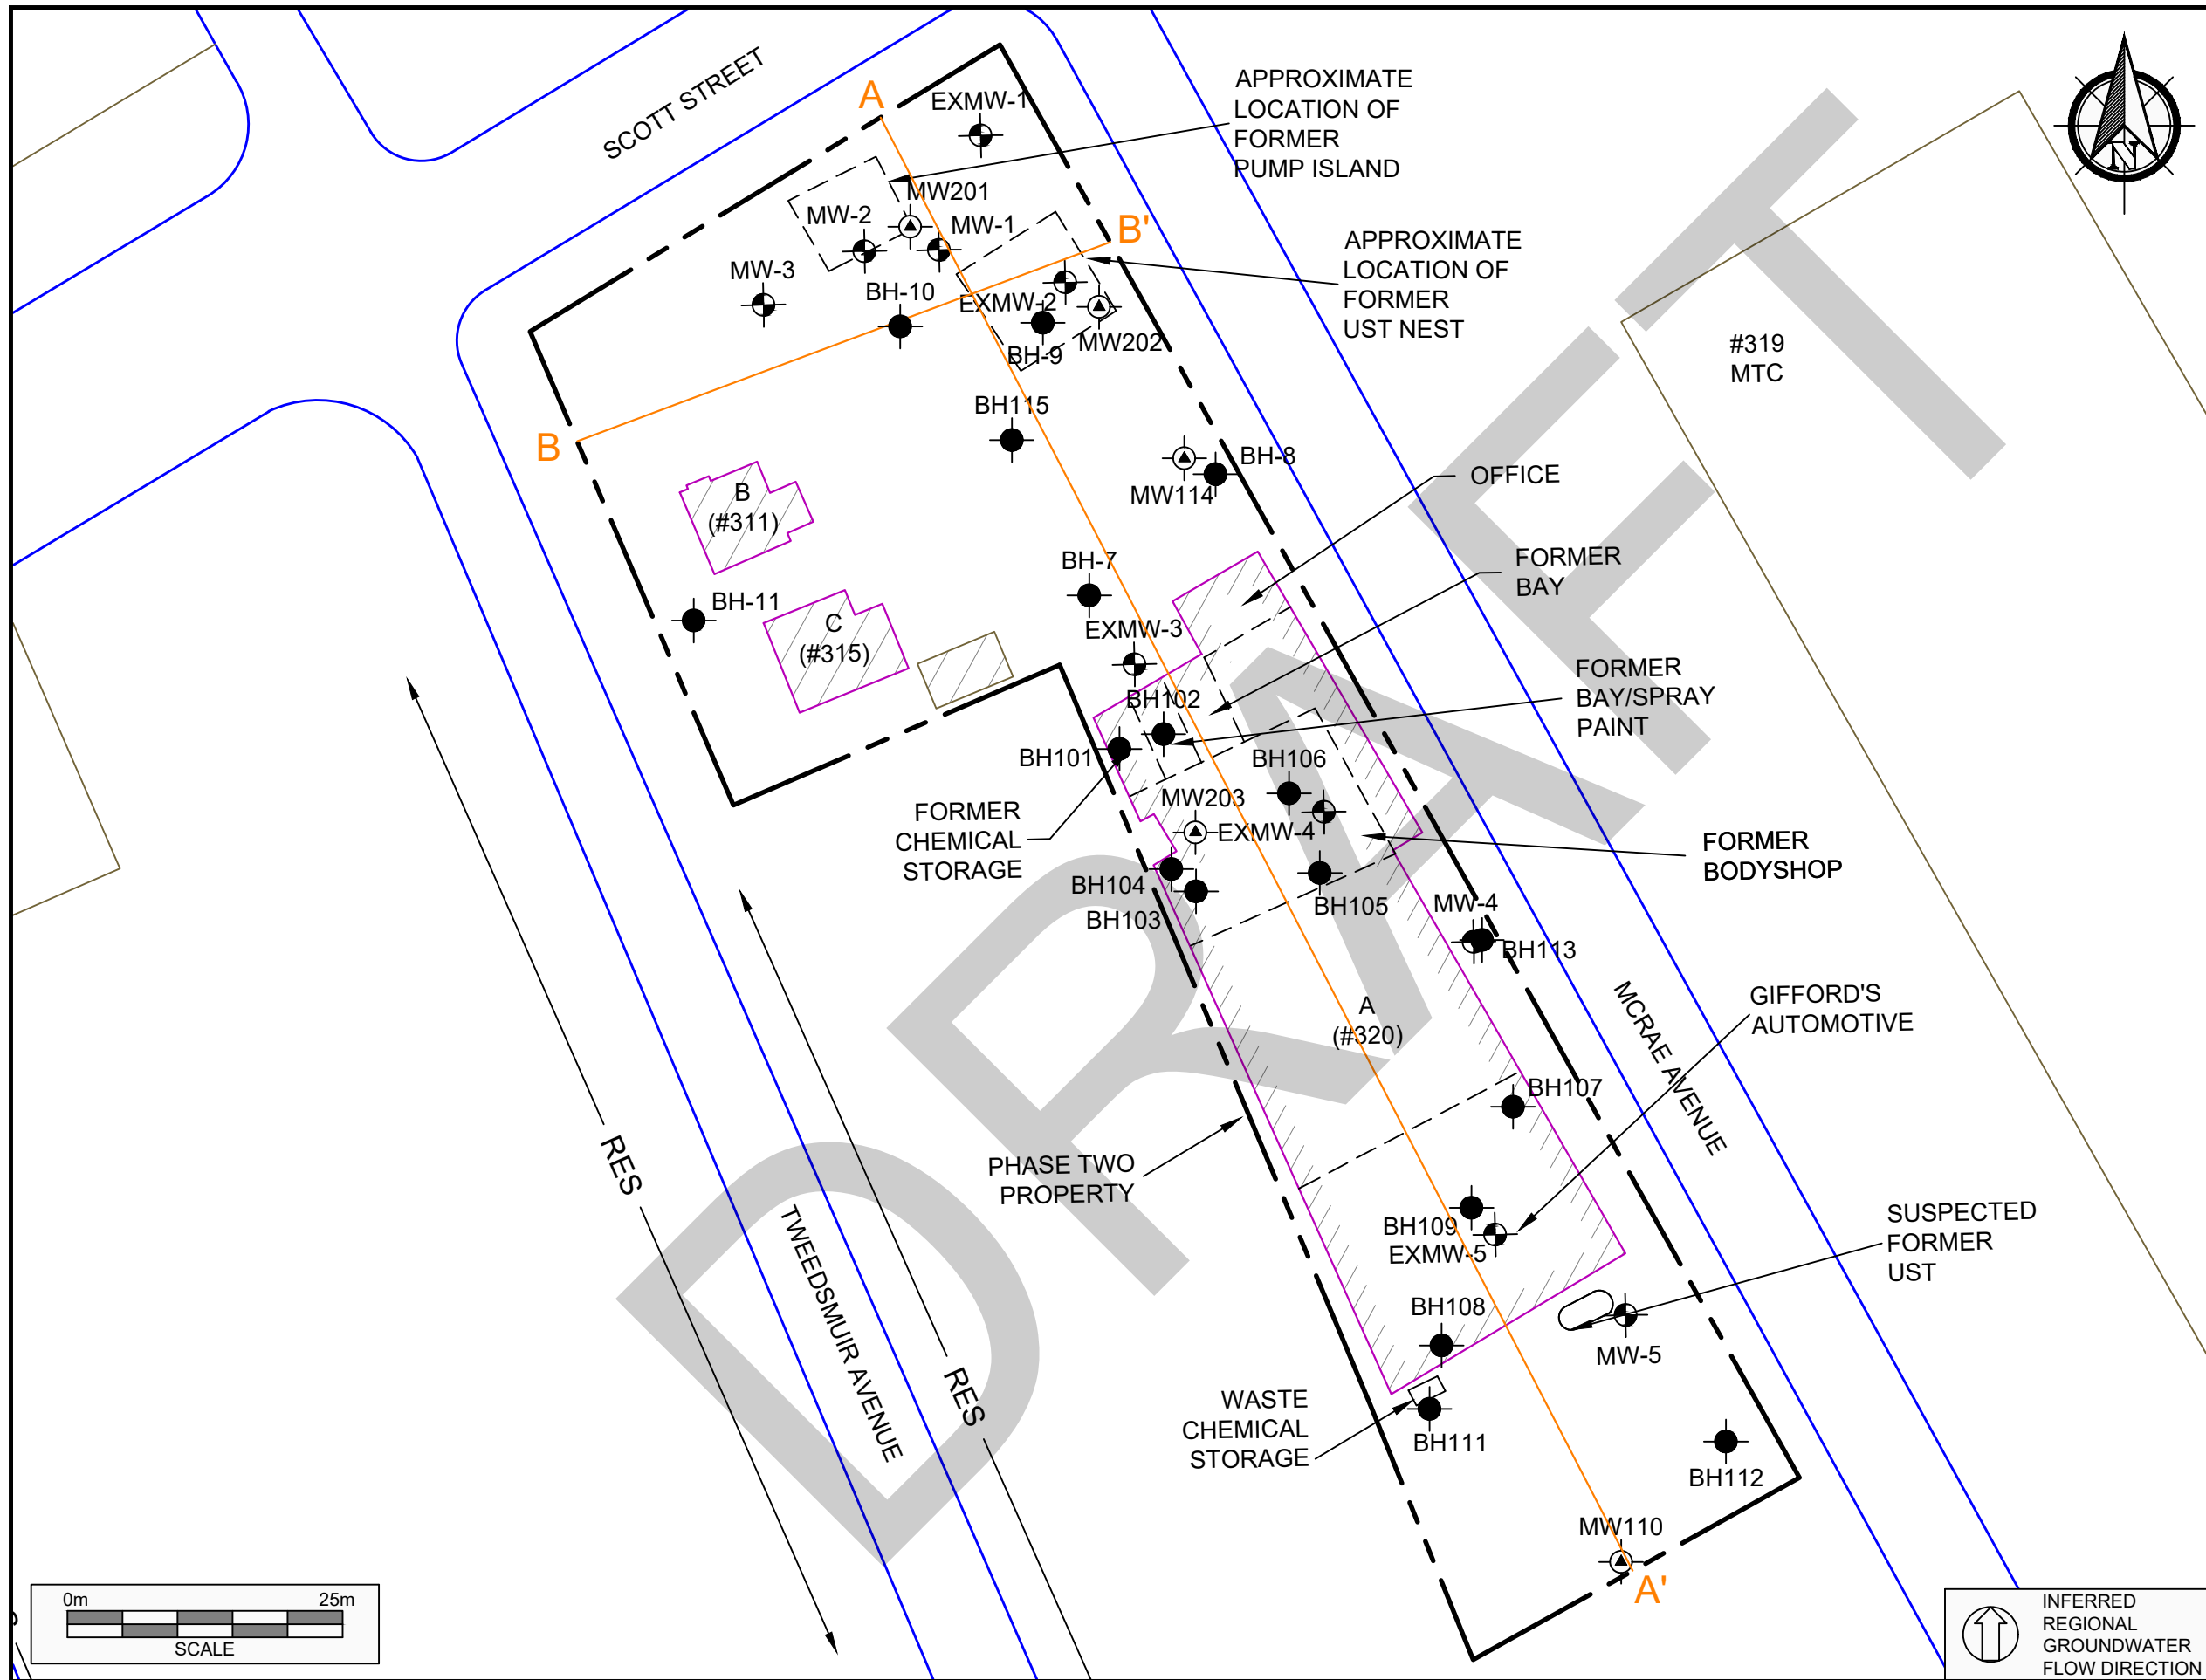 SCOTT STREET
A
EXMW-1
APPROXIMATE
LOCATION OF
FORMER
PUMP ISLAND
N
MW201
MW-2
MW-1
B'
APPROXIMATE
LOCATION OF
FORMER
UST NEST
MW-3
BH-10
EXMW-2
BH-9
MW202
#319
MTC
B
BH115
BH-8
MW114
OFFICE
B
(#311)
FORMER
BAY
BH-7
BH-11
C
(#315)
EXMW-3
FORMER
BAY/SPRAY
PAINT
BH102
BH101
BH106
FORMER
CHEMICAL
STORAGE
MW203
EXMW-4
FORMER
BODYSHOP
BH104
BH103
BH105
MW-4
BH113
A
(#320)
GIFFORD'S
AUTOMOTIVE
MCRAE AVENUE
BH107
PHASE TWO
PROPERTY
RES
TWEEDSMUIR AVENUE
RES
BH109
EXMW-5
SUSPECTED
FORMER
UST
BH108
MW-5
WASTE
CHEMICAL
STORAGE
BH111
BH112
MW110
A'
0m 25m
SCALE
INFERRED
REGIONAL
GROUNDWATER
FLOW DIRECTION
DRAFT